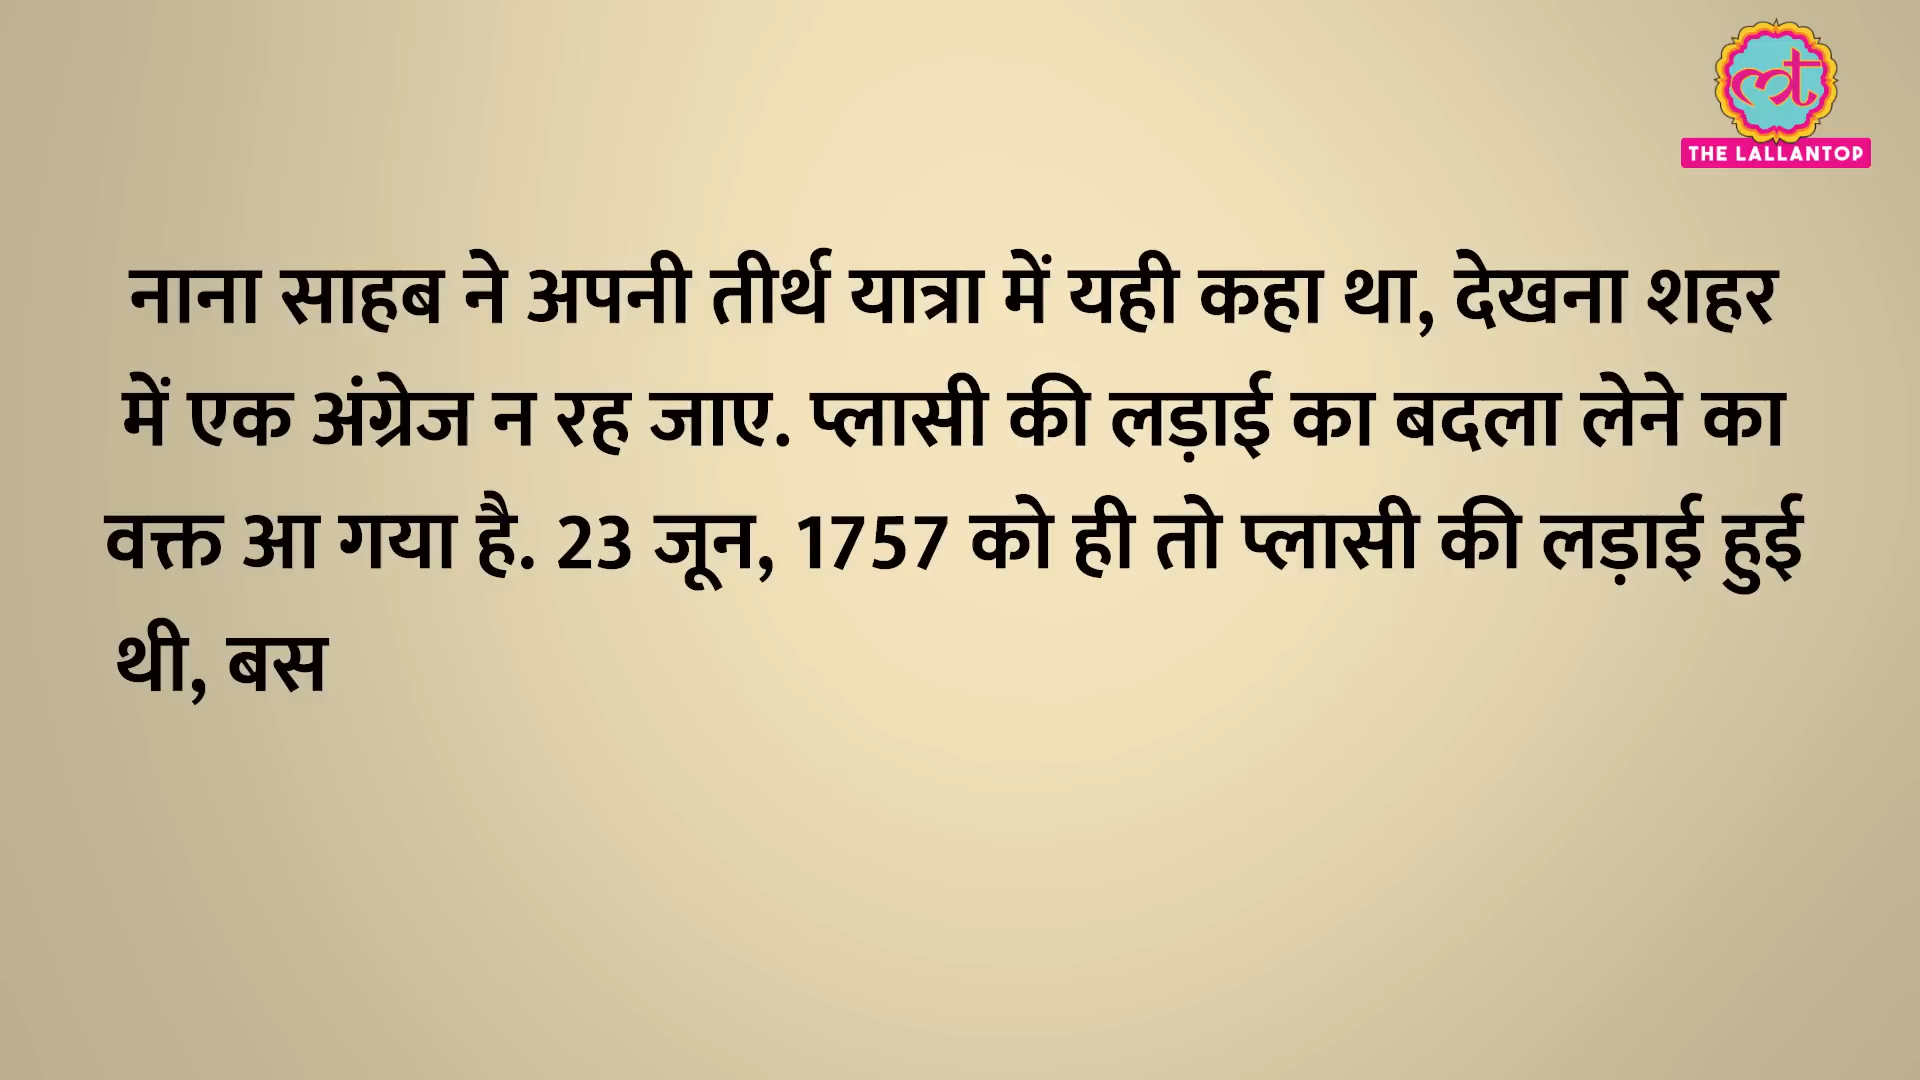 THE LALLANTOP
नाना साहब ने अपनी तीर्थ यात्रा में यही कहा था, देखना शहर
में एक अंग्रेज न रह जाए. प्लासी की लड़ाई का बदला लेने का
वक्त आ गया है. 23 जून, 1757 को ही तो प्लासी की लड़ाई हुई
थी, बस